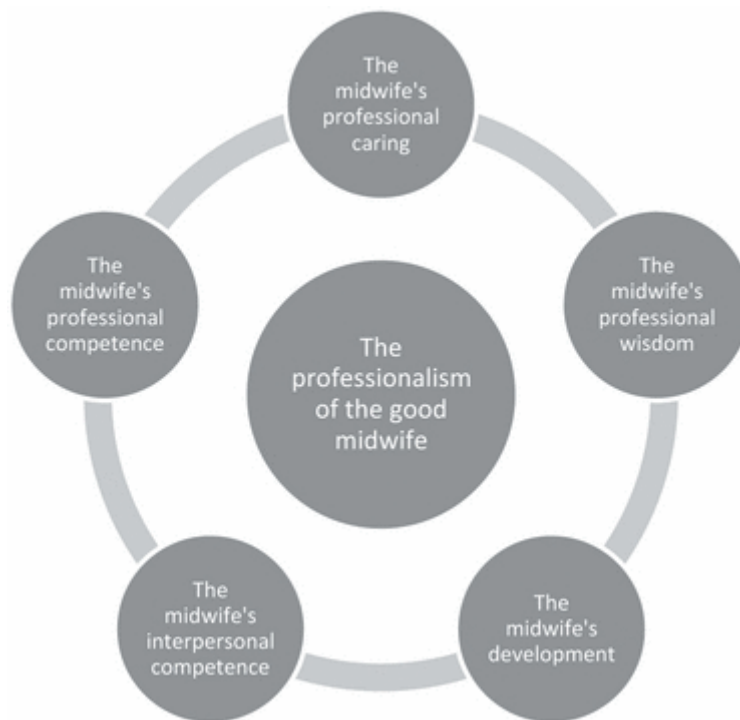 The
midwife's
professional
caring
The
midwife's
professional
wisdom
The
midwife's
development
The
midwife's
interpersonal
competence
The
midwife's
professional
competence
The
professionalism
of the good
midwife